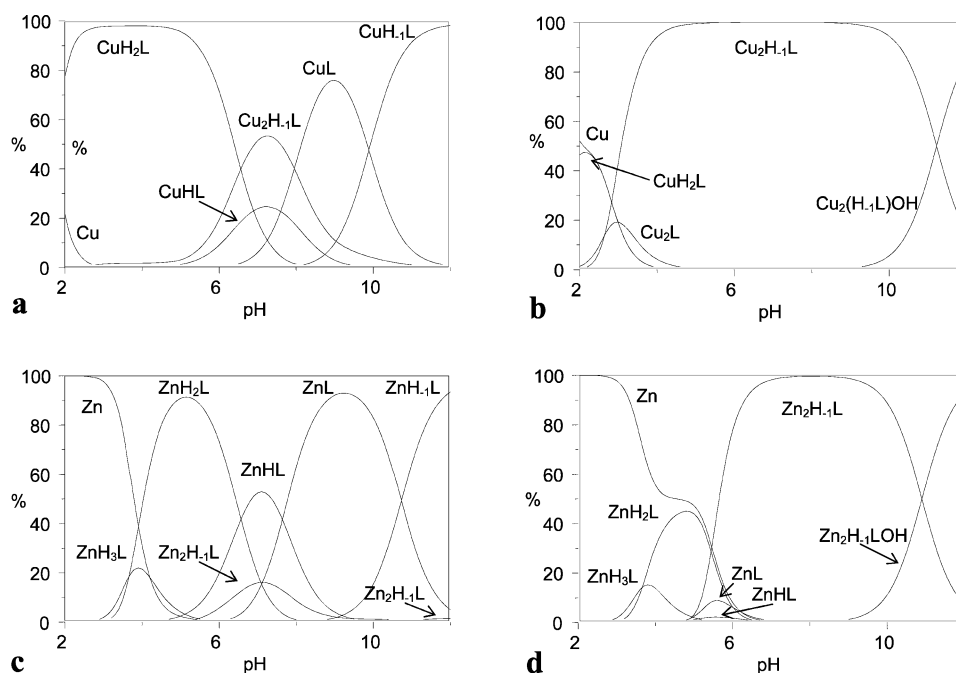 100
80
60
40
20
0
%
%
CuH₂L
CuH₋₁L
CuL
Cu₂H₋₁L
CuHL
Cu
2
6
10
pH
a
100
80
60
40
20
0
%
Cu₂H₋₁L
Cu
CuH₂L
Cu₂L
Cu₂(H₋₁L)OH
2
6
10
pH
b
100
80
60
40
20
0
%
Zn
ZnH₂L
ZnL
ZnH₋₁L
ZnHL
ZnH₃L
Zn₂H₋₁L
Zn₂H₋₁L
2
6
10
pH
c
100
80
60
40
20
0
%
Zn
Zn₂H₋₁L
ZnH₂L
ZnH₃L
ZnL
ZnHL
Zn₂H₋₁LOH
2
6
10
pH
d